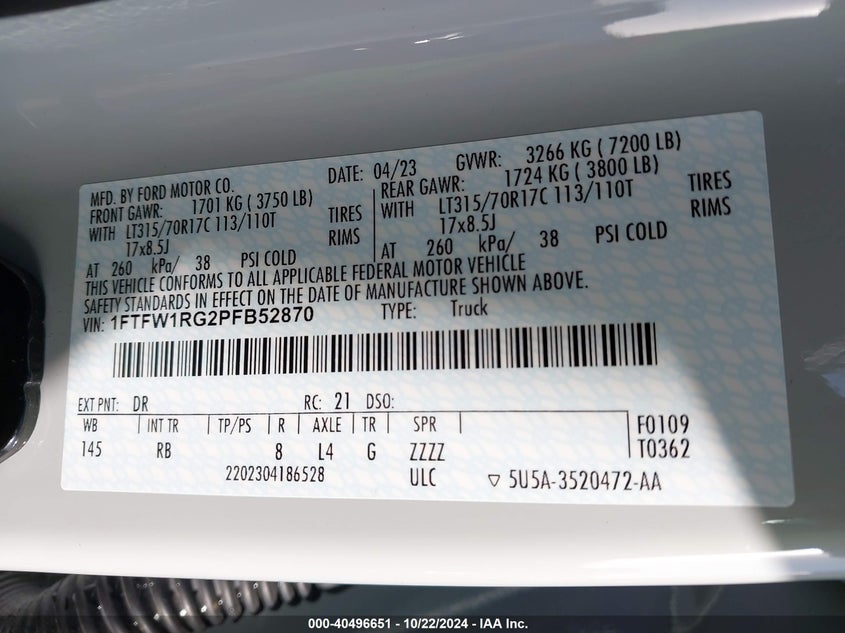 MFD. BY FORD MOTOR CO. DATE: 04/23 GVWR: 3266 KG ( 7200 LB)
FRONT GAWR: 1701 KG ( 3750 LB) REAR GAWR: 1724 KG ( 3800 LB)
WITH LT315/70R17C 113/110T TIRES WITH LT315/70R17C 113/110T TIRES
17x8.5J RIMS 17x8.5J RIMS
AT 260 kPa/ 38 PSI COLD AT 260 kPa/ 38 PSI COLD
THIS VEHICLE CONFORMS TO ALL APPLICABLE FEDERAL MOTOR VEHICLE
SAFETY STANDARDS IN EFFECT ON THE DATE OF MANUFACTURE SHOWN ABOVE.
VIN: 1FTFW1RG2PFB52870 TYPE: Truck
EXT PNT: DR RC: 21 DSO:
WB INT TR TP/PS R AXLE TR SPR F0109
145 RB 8 L4 G ZZZZ T0362
2202304186528 ULC ▽ 5U5A-3520472-AA
000-40496651 - 10/22/2024 - IAA Inc.